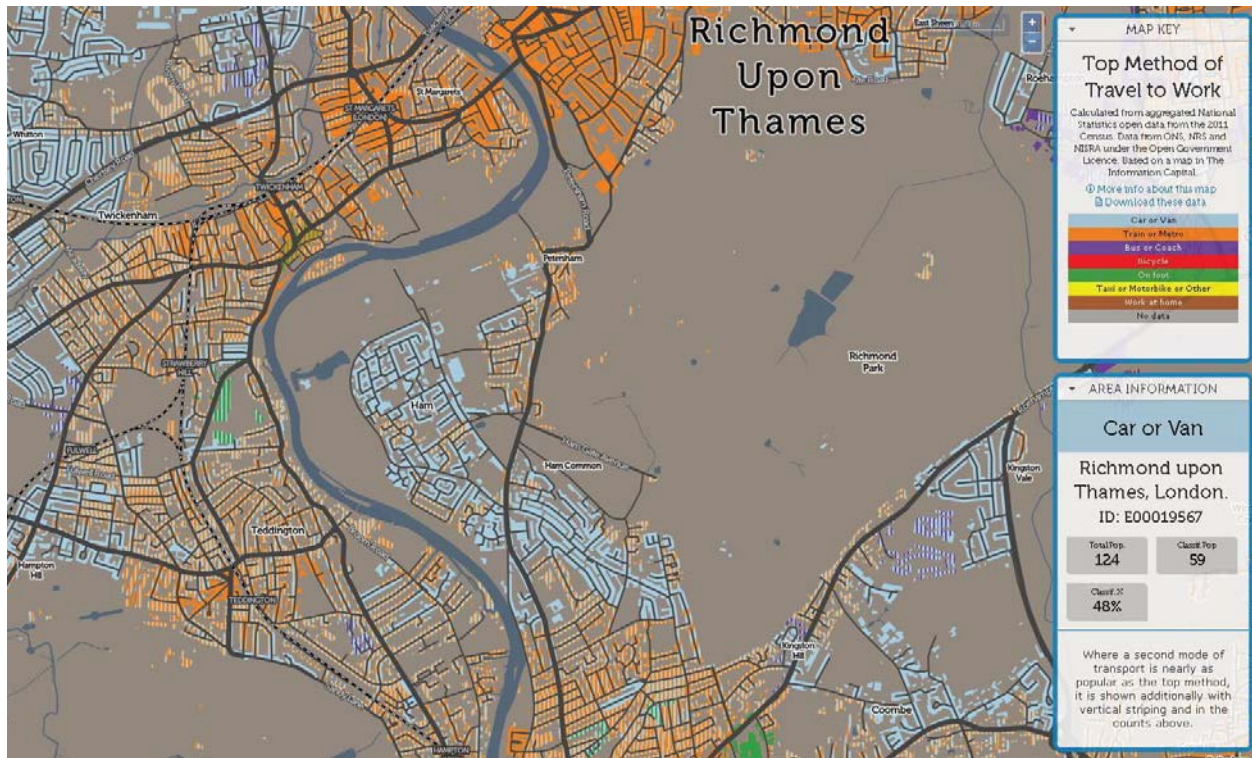 Richmond
Upon
Thames
East Sheen
MAP KEY
Top Method of
Travel to Work
Calculated from aggregated National
Statistics open data from the 2011
Census. Data from ONS, NRS and
NISRA under the Open Government
Licence. Based on a map in The
Information Capital.
More info about this map
Download these data
Car or Van
Train or Metro
Bus or Coach
Bicycle
On foot
Taxi or Motorbike or Other
Work at home
No data
AREA INFORMATION
Car or Van
Richmond upon
Thames, London.
ID: E00019567
Total Pop.
124
Classif. Pop
59
Classif. %
48%
Where a second mode of
transport is nearly as
popular as the top method,
it is shown additionally with
vertical striping and in the
counts above.
St Margarets
ST MARGARETS
(LONDON)
Whitton
Chertsey Road
TWICKENHAM
Twickenham
Petersham
Richmond
Park
STRAWBERRY
HILL
Ham
FULWELL
Ham Common
Kingston
Vale
Teddington
Hampton
Hill
TEDDINGTON
Kingston
Hill
Coombe
HAMPTON